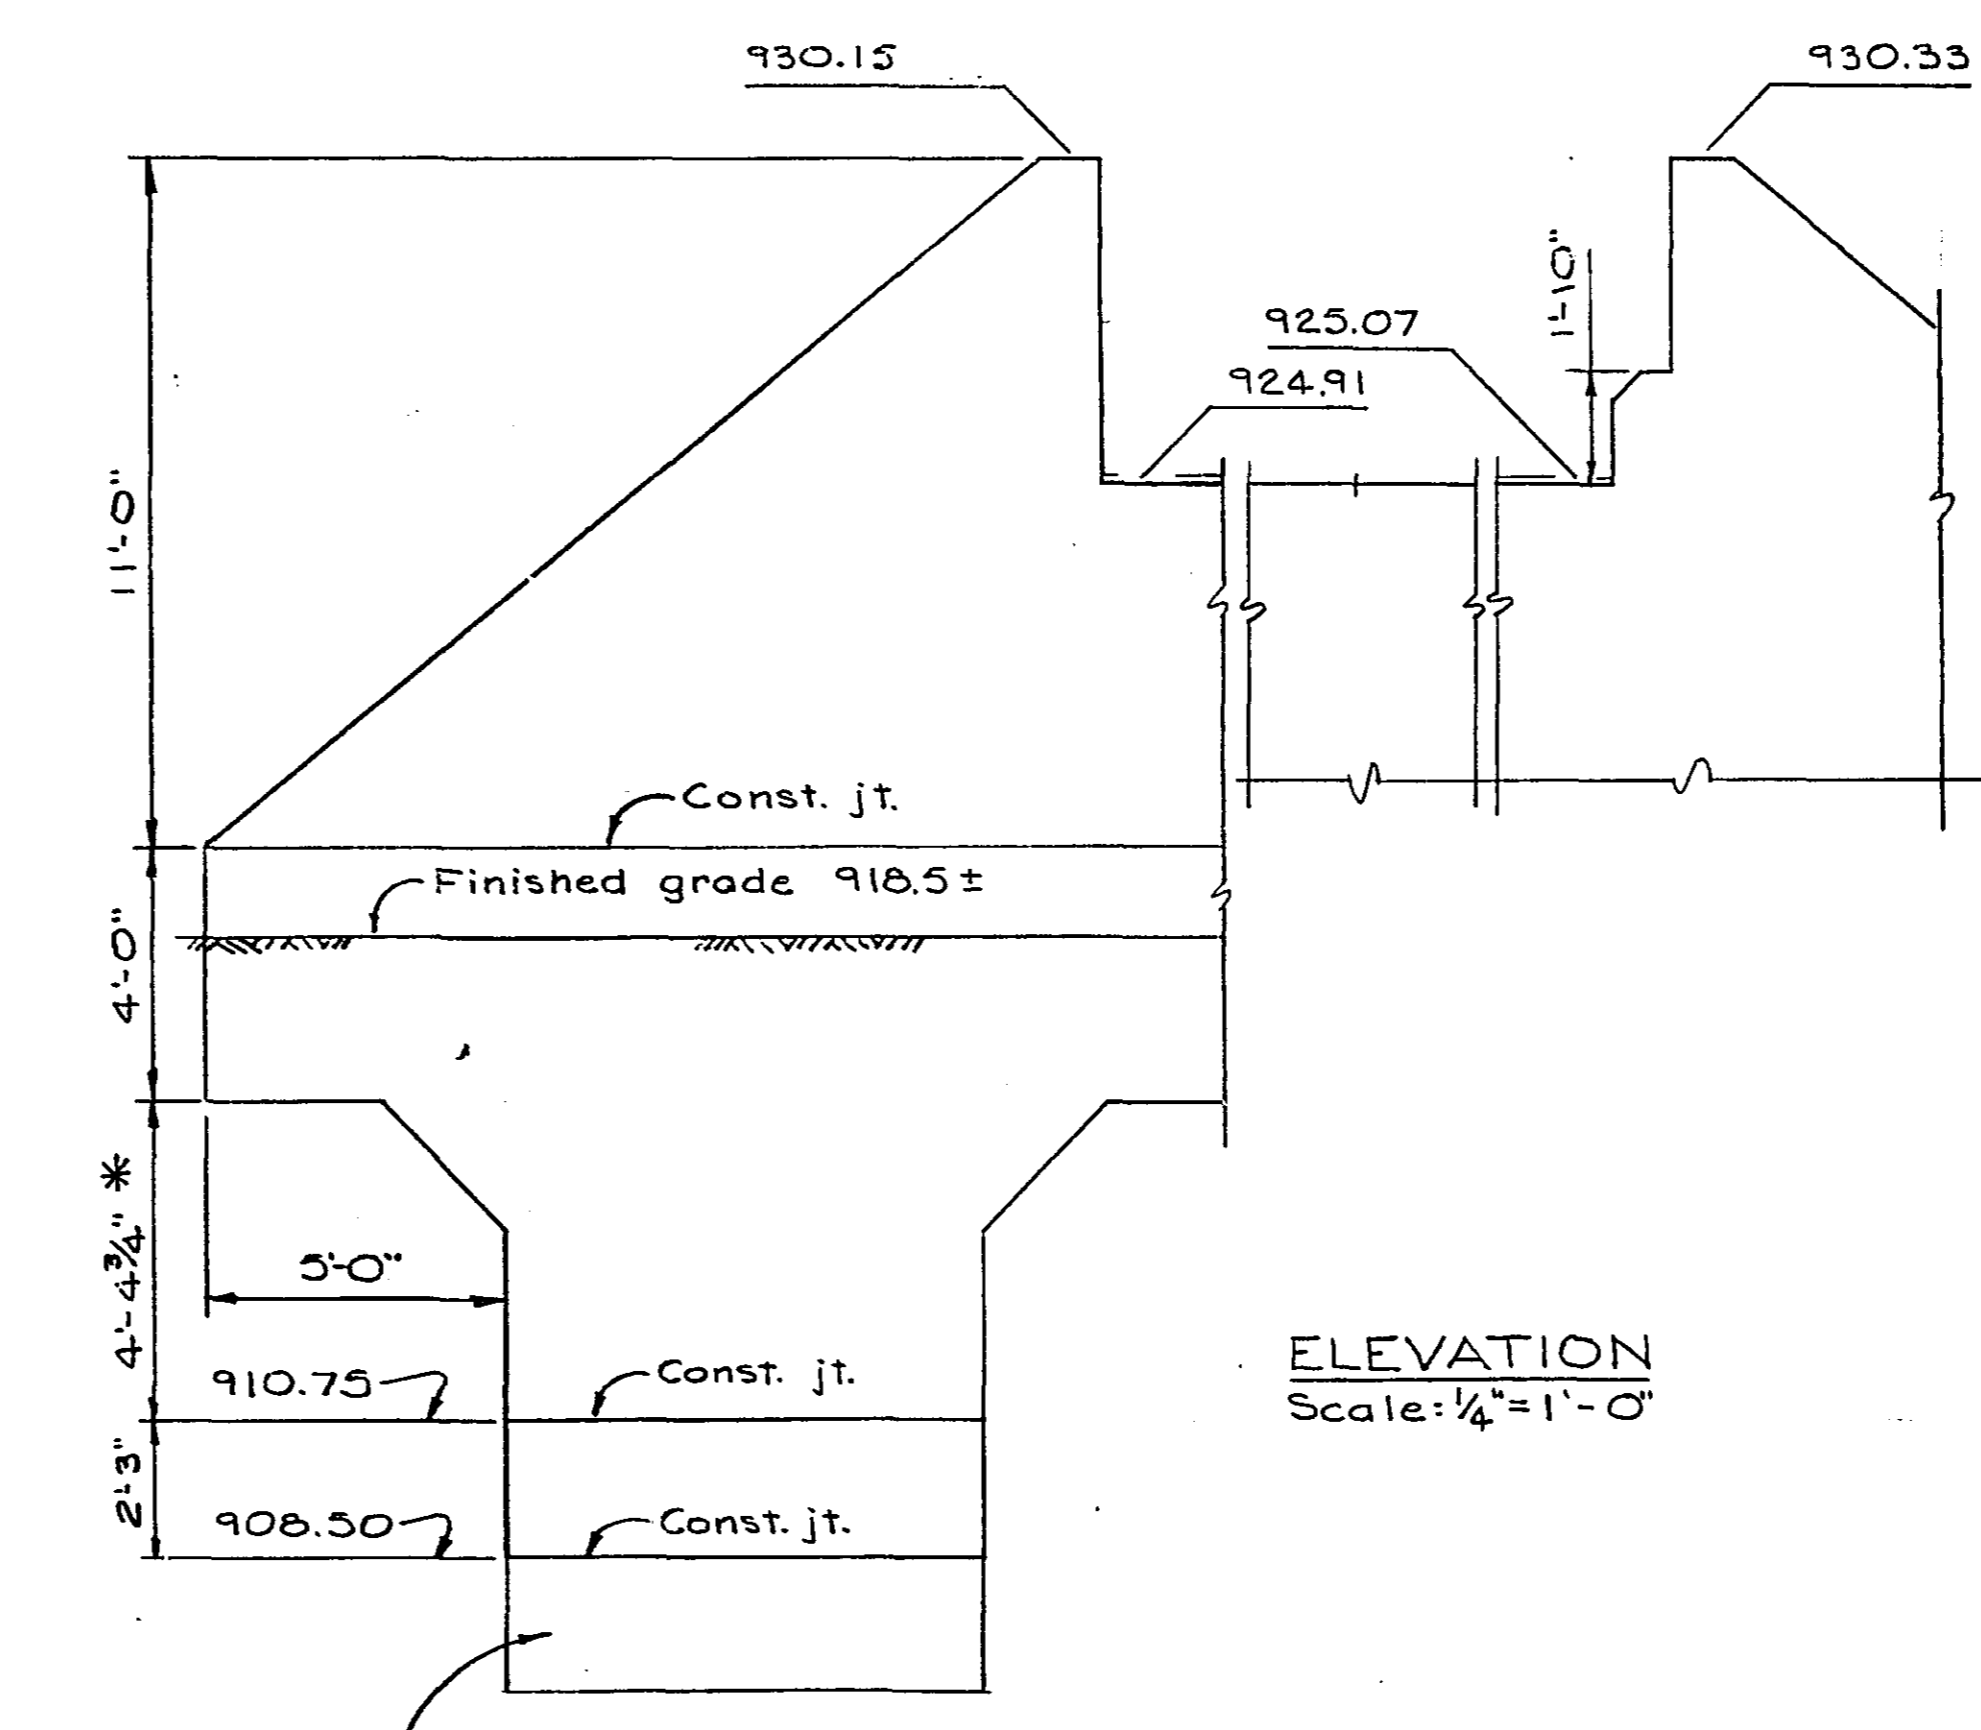 930.15
930.33
1'-10"
925.07
924.91
11'-0"
Const. jt.
Finished grade 918.5 ±
4'-0"
4'-4¾" *
5'-0"
910.75
Const. jt.
2'-3"
908.50
Const. jt.
ELEVATION
Scale: ¼" = 1'-0"